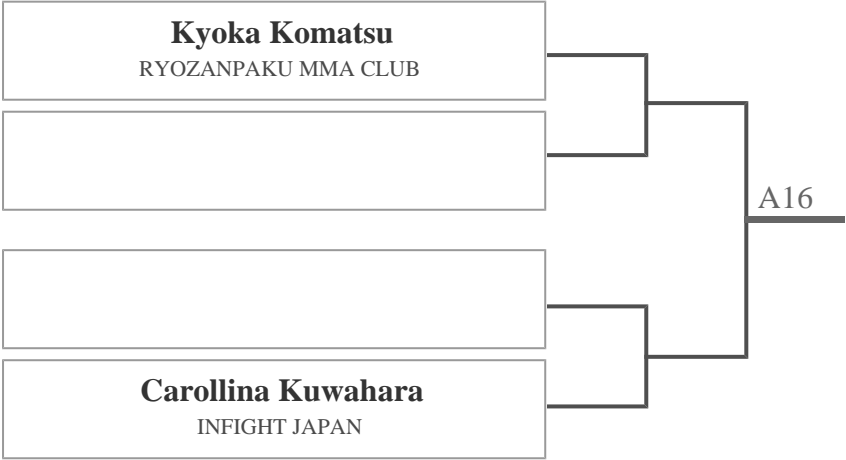 Kyoka Komatsu
RYOZANPAKU MMA CLUB
A16
Carollina Kuwahara
INFIGHT JAPAN